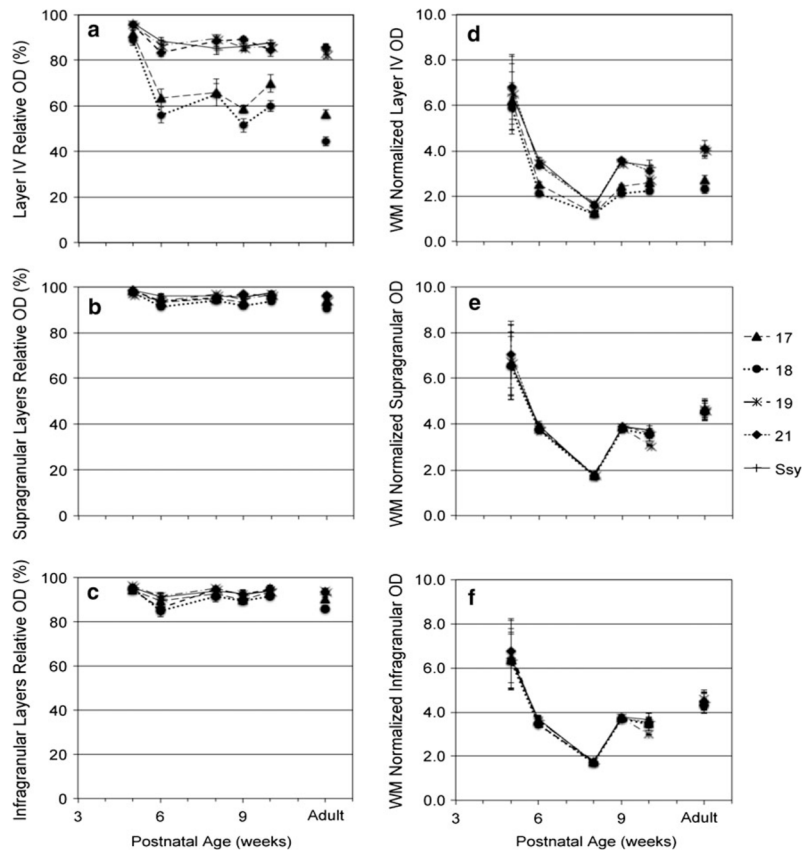 a
Layer IV Relative OD (%)
100
80
60
40
20
0
d
WM Normalized Layer IV OD
10.0
8.0
6.0
4.0
2.0
0.0
b
Supragranular Layers Relative OD (%)
100
80
60
40
20
0
e
WM Normalized Supragranular OD
10.0
8.0
6.0
4.0
2.0
0.0
17
18
19
21
Ssy
c
Infragranular Layers Relative OD (%)
100
80
60
40
20
0
3
6
9
Adult
Postnatal Age (weeks)
f
WM Normalized Infragranular OD
10.0
8.0
6.0
4.0
2.0
0.0
3
6
9
Adult
Postnatal Age (weeks)